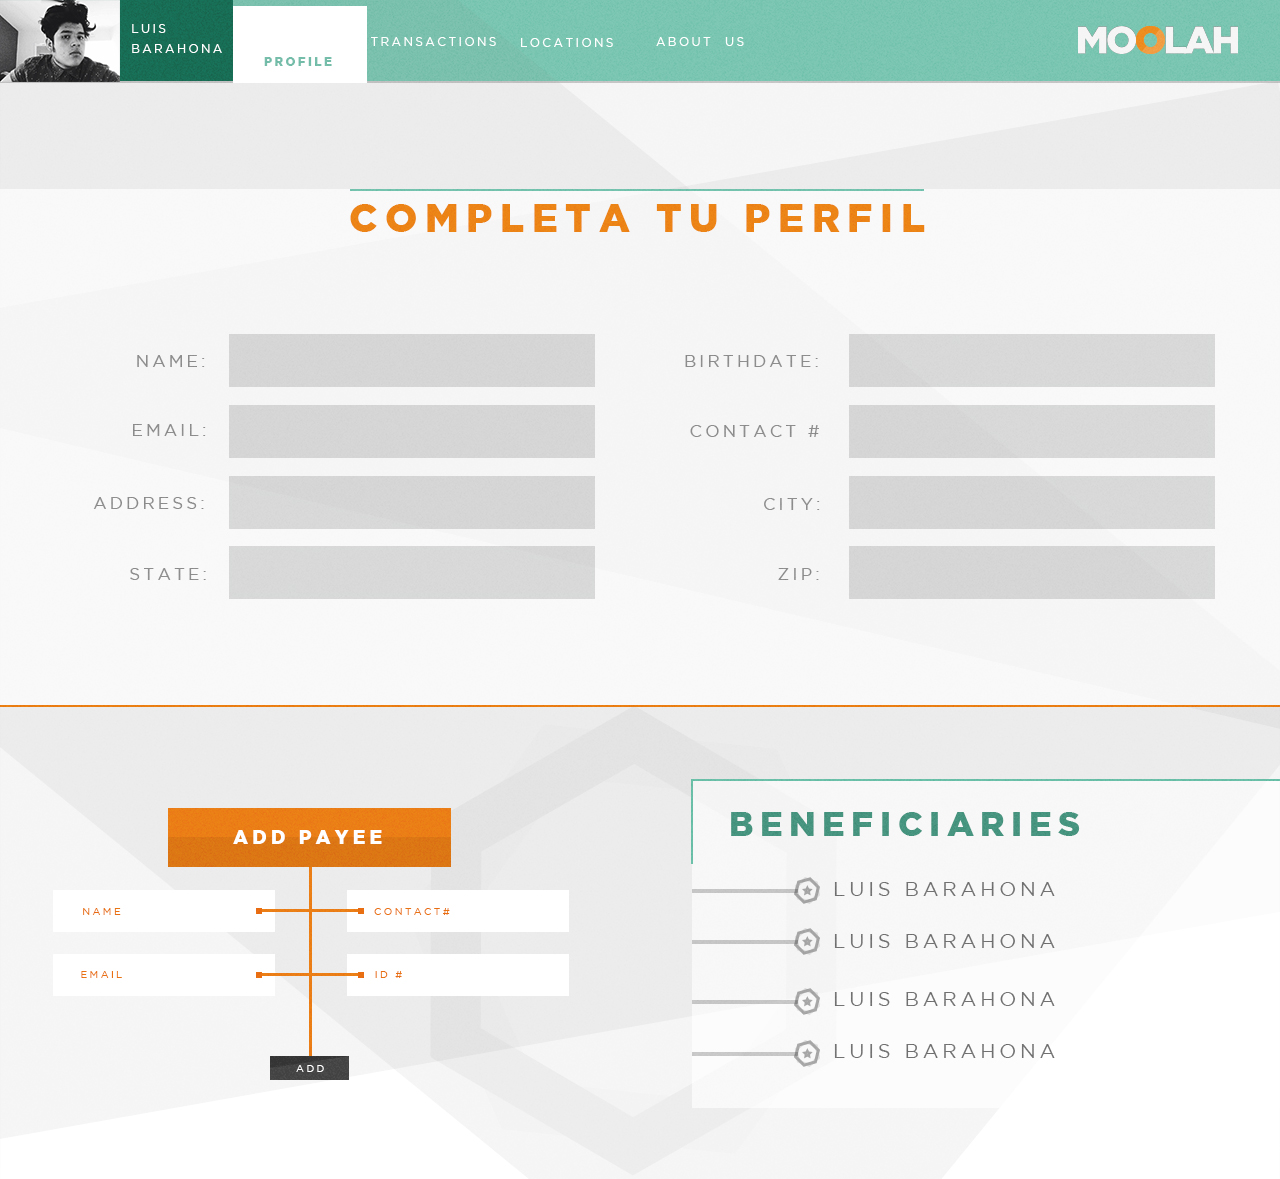 LUIS
BARAHONA
PROFILE
TRANSACTIONS
LOCATIONS
ABOUT US
MOOLAH
COMPLETA TU PERFIL
NAME:
BIRTHDATE:
EMAIL:
CONTACT #
ADDRESS:
CITY:
STATE:
ZIP:
ADD PAYEE
NAME
CONTACT#
EMAIL
ID #
ADD
BENEFICIARIES
LUIS BARAHONA
LUIS BARAHONA
LUIS BARAHONA
LUIS BARAHONA